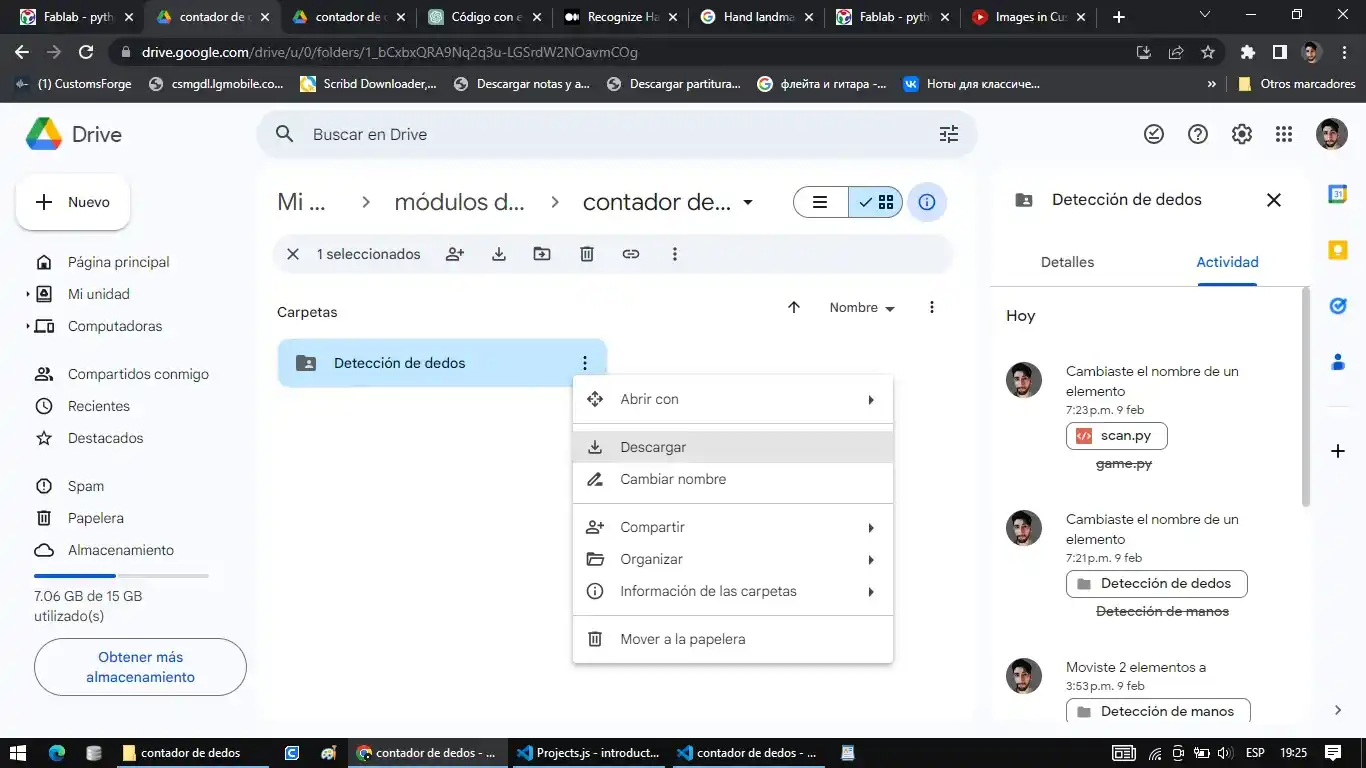 Fablab - pyth
contador de d
contador de d
Código con e
Recognize Ha
Hand landma
Fablab - pyth
Images in Cus
drive.google.com/drive/u/0/folders/1_bCxbxQRA9Nq2q3u-LGSrdW2NOavmCOg
(1) CustomsForge
csmgdl.lgmobile.co...
Scribd Downloader,...
Descargar notas y a...
Descargar partitura...
флейта и гитара -...
Ноты для классиче...
»
Otros marcadores
Drive
Buscar en Drive
Nuevo
Página principal
Mi unidad
Computadoras
Compartidos conmigo
Recientes
Destacados
Spam
Papelera
Almacenamiento
7.06 GB de 15 GB
utilizado(s)
Obtener más
almacenamiento
Mi ...
módulos d...
contador de...
1 seleccionados
Carpetas
Nombre
Detección de dedos
Abrir con
Descargar
Cambiar nombre
Compartir
Organizar
Información de las carpetas
Mover a la papelera
Detección de dedos
Detalles
Actividad
Hoy
Cambiaste el nombre de un
elemento
7:23 p.m. 9 feb
scan.py
game.py
Cambiaste el nombre de un
elemento
7:21 p.m. 9 feb
Detección de dedos
Detección de manos
Moviste 2 elementos a
3:53 p.m. 9 feb
Detección de manos
31
contador de dedos
contador de dedos - ...
Projects.js - introduct...
contador de dedos - ...
ESP
19:25